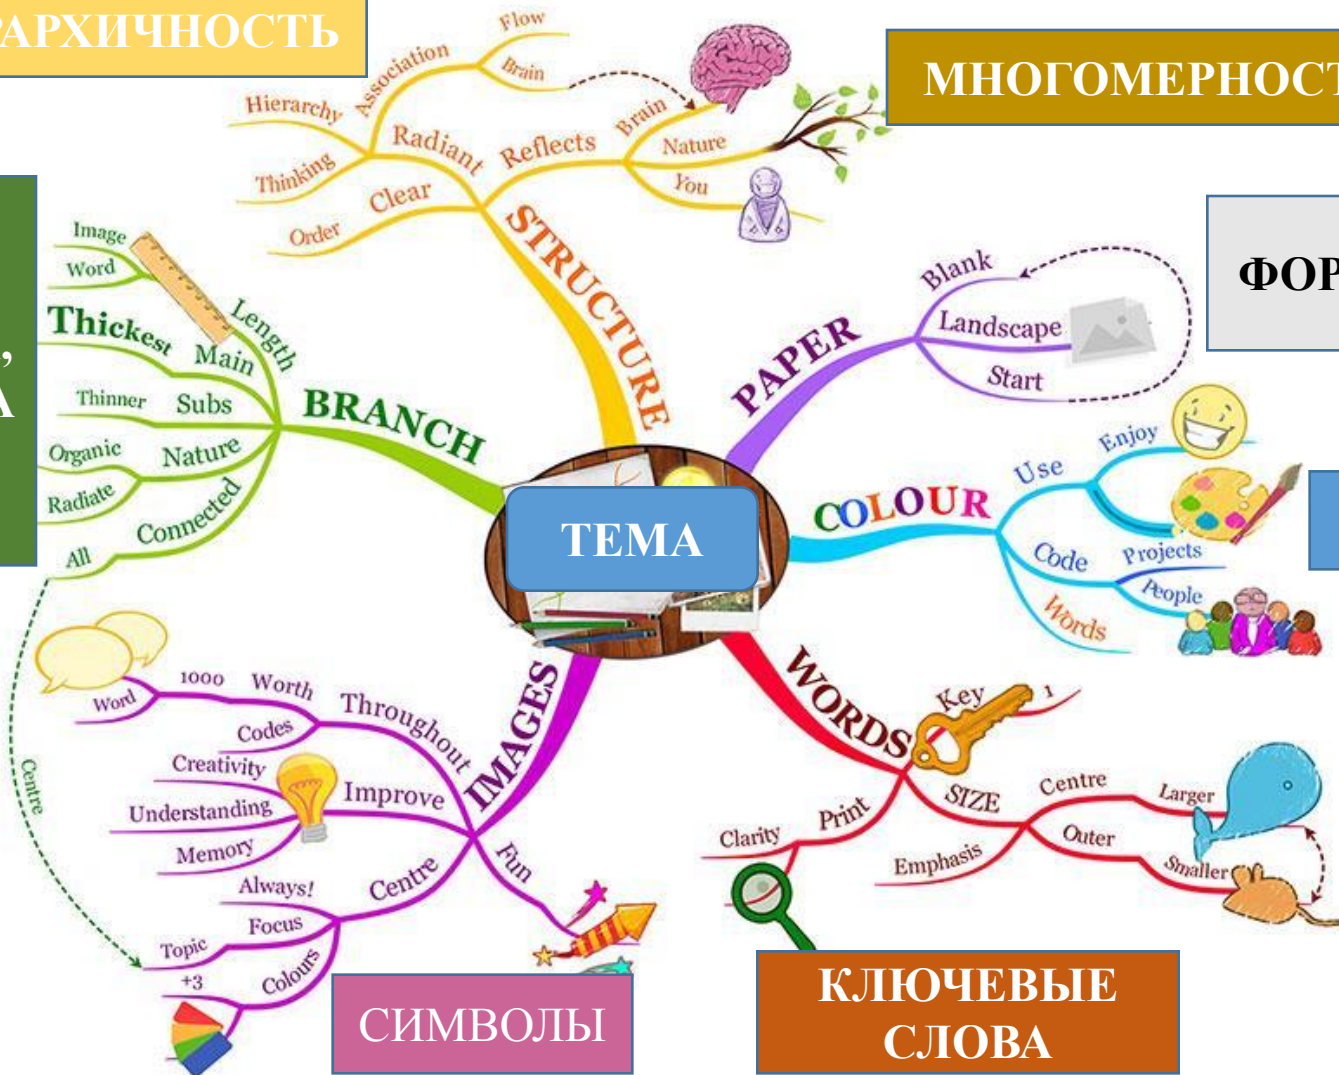 РАРХИЧНОСТЬ
МНОГОМЕРНОСТ
ФОР
,
А
ТЕМА
СИМВОЛЫ
КЛЮЧЕВЫЕ
СЛОВА
STRUCTURE
Radiant
Association
Flow
Brain
Hierarchy
Thinking
Clear
Order
Reflects
Brain
Nature
You
PAPER
Blank
Landscape
Start
COLOUR
Use
Enjoy
Code
Projects
People
Words
WORDS
Key
1
SIZE
Centre
Larger
Outer
Smaller
Emphasis
Print
Clarity
IMAGES
Throughout
Worth
1000
Word
Codes
Improve
Creativity
Understanding
Memory
Centre
Always!
Focus
Topic
Colours
+3
Fun
BRANCH
Length
Image
Word
Main
Thickest
Subs
Thinner
Nature
Organic
Radiate
Connected
All
Centre